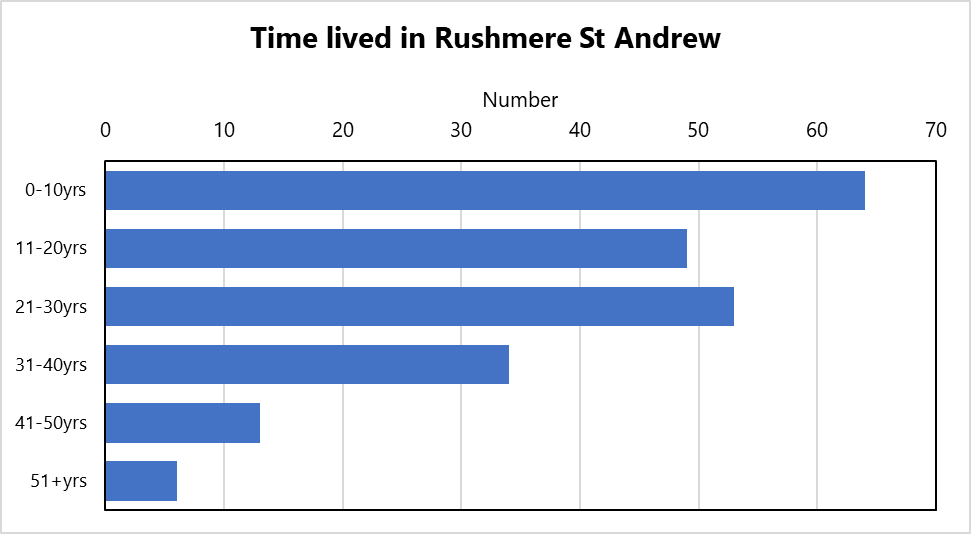 Time lived in Rushmere St Andrew
Number
0 10 20 30 40 50 60 70
0-10yrs
11-20yrs
21-30yrs
31-40yrs
41-50yrs
51+yrs